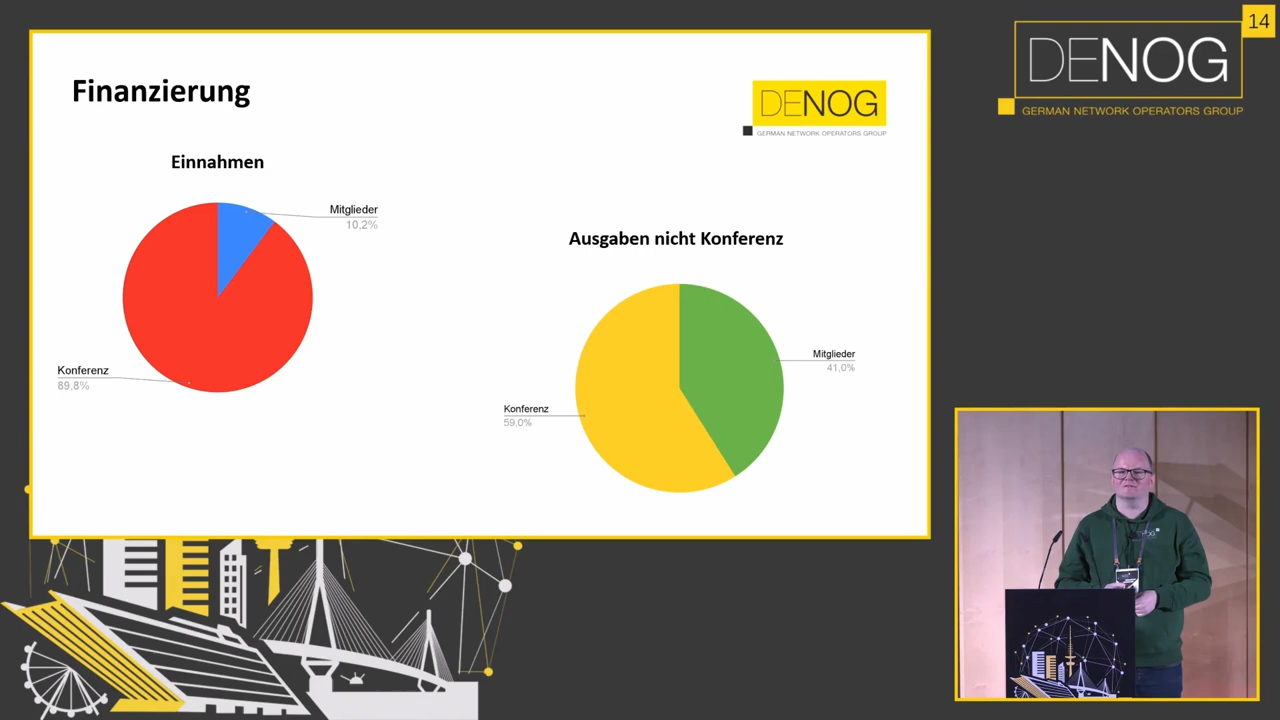 Finanzierung
DENOG
GERMAN NETWORK OPERATORS GROUP
Einnahmen
Mitglieder
10,2%
Konferenz
89,8%
Ausgaben nicht Konferenz
Mitglieder
41,0%
Konferenz
59,0%
14
DENOG
GERMAN NETWORK OPERATORS GROUP